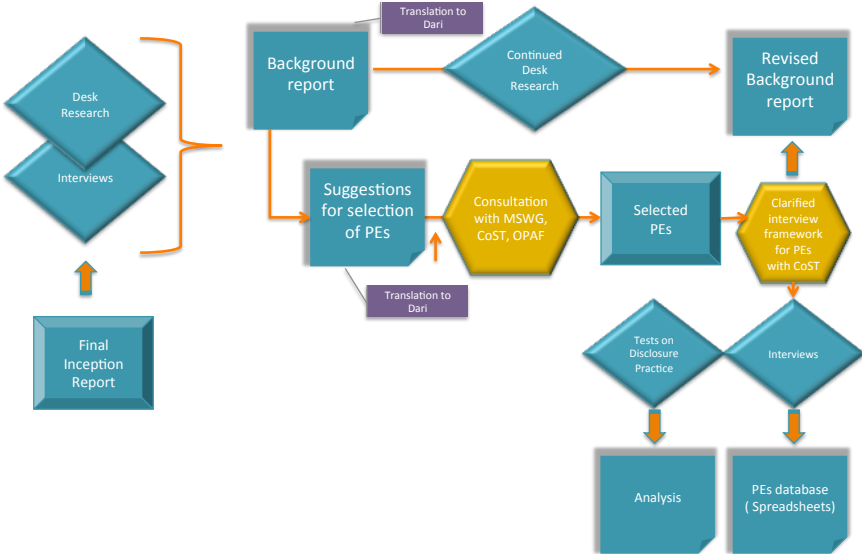 Translation to
Dari
Desk
Research
Interviews
Final
Inception
Report
Background
report
Continued
Desk
Research
Revised
Background
report
Suggestions
for selection
of PEs
Translation to
Dari
Consultation
with MSWG,
CoST, OPAF
Selected
PEs
Clarified
interview
framework
for PEs
with CoST
Tests on
Disclosure
Practice
Interviews
Analysis
PEs database
( Spreadsheets)